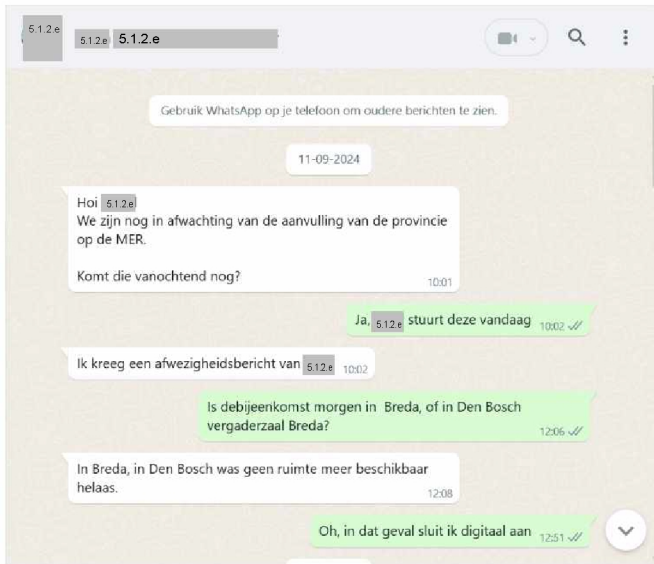 5.1.2.e
5.1.2.e 5.1.2.e
Gebruik WhatsApp op je telefoon om oudere berichten te zien.
11-09-2024
Hoi 5.1.2.e
We zijn nog in afwachting van de aanvulling van de provincie
op de MER.
Komt die vanochtend nog?
10:01
Ja, 5.1.2.e stuurt deze vandaag 10:02
Ik kreeg een afwezigheidsbericht van 5.1.2.e 10:02
Is debijeenkomst morgen in Breda, of in Den Bosch
vergaderzaal Breda?
12:06
In Breda, in Den Bosch was geen ruimte meer beschikbaar
helaas.
12:08
Oh, in dat geval sluit ik digitaal aan 12:51